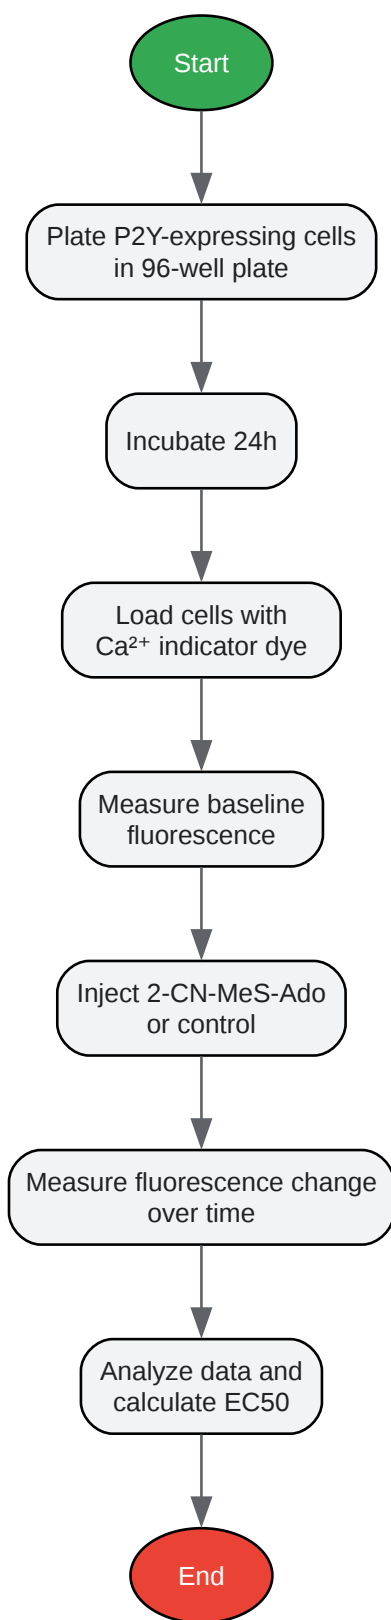 Start
Plate P2Y-expressing cells
in 96-well plate
Incubate 24h
Load cells with
Ca²⁺ indicator dye
Measure baseline
fluorescence
Inject 2-CN-MeS-Ado
or control
Measure fluorescence change
over time
Analyze data and
calculate EC50
End